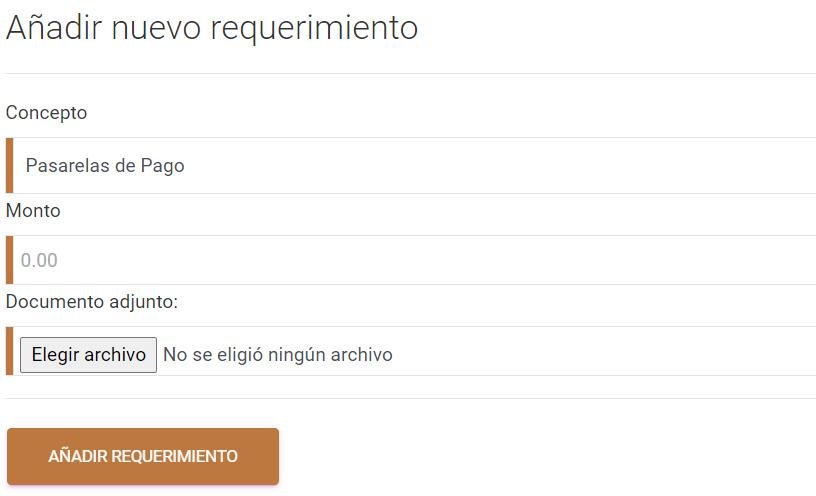 Añadir nuevo requerimiento
Concepto
Pasarelas de Pago
Monto
0.00
Documento adjunto:
Elegir archivo No se eligió ningún archivo
AÑADIR REQUERIMIENTO